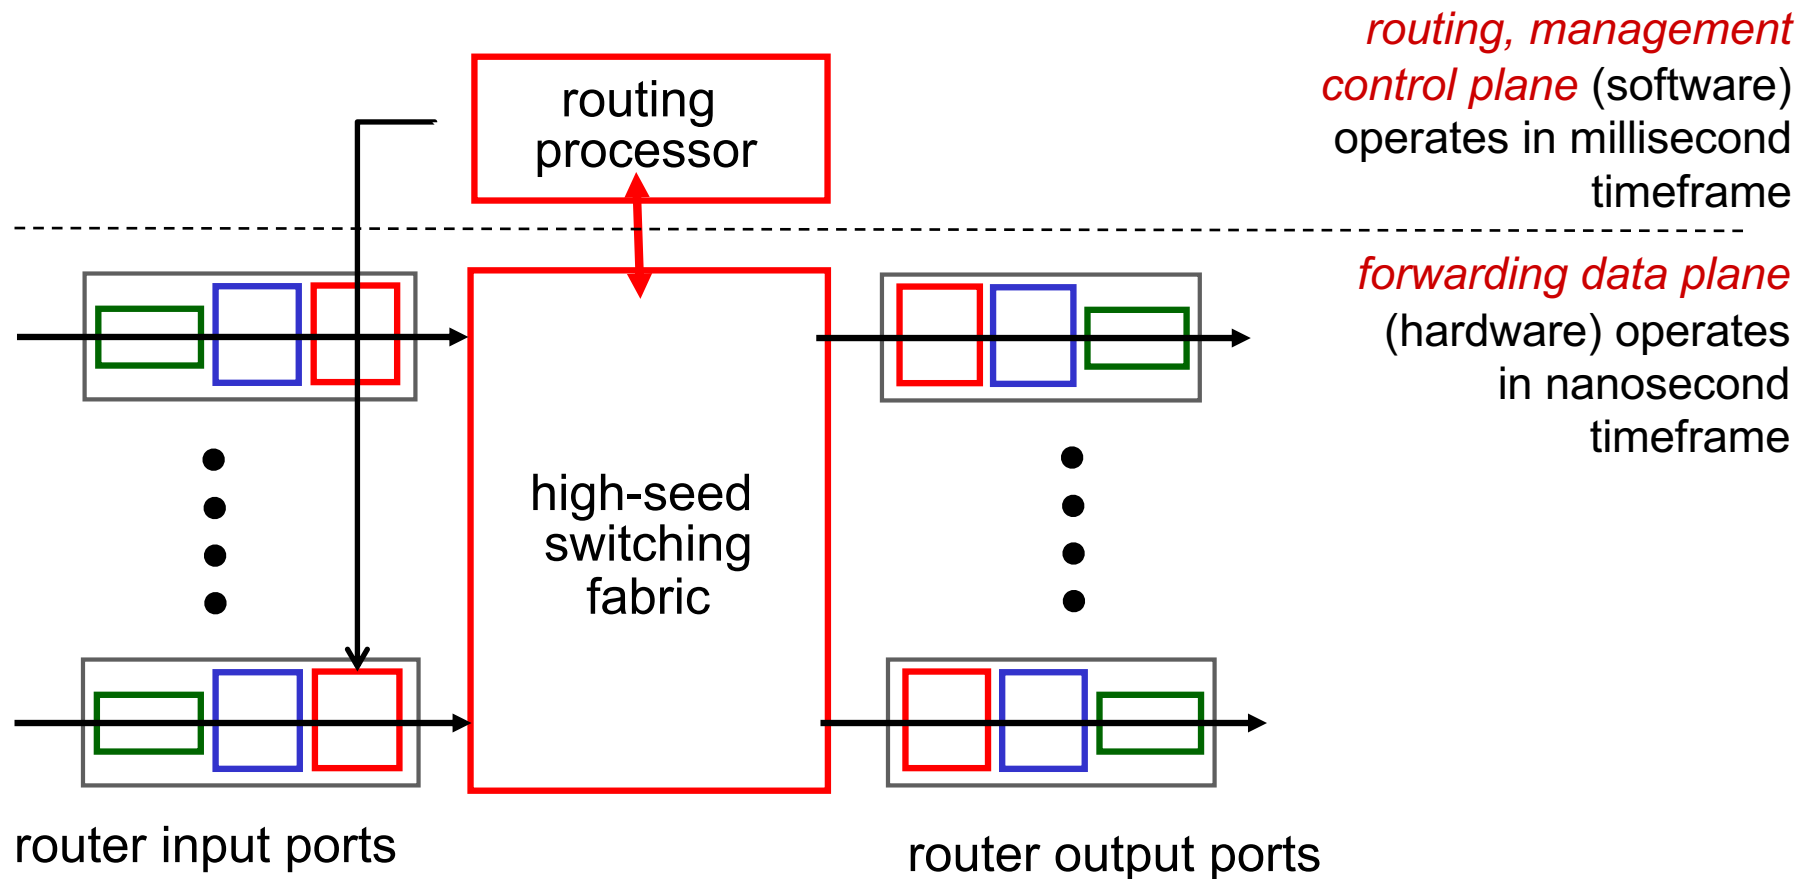 routing, management
control plane (software)
operates in millisecond
timeframe
routing
processor
forwarding data plane
(hardware) operates
in nanosecond
timeframe
high-seed
switching
fabric
router input ports
router output ports